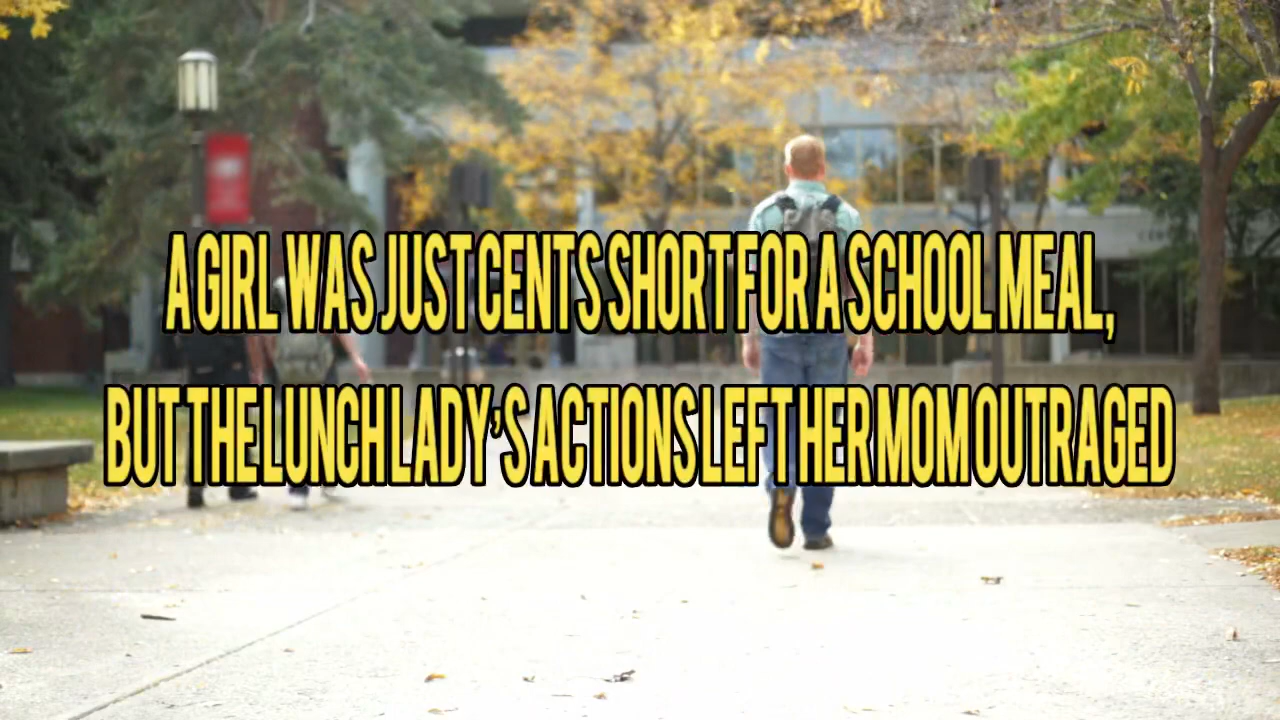 A GIRL WAS JUST CENTS SHORT FOR A SCHOOL MEAL,
BUT THE LUNCH LADY'S ACTIONS LEFT HER MOM OUTRAGED